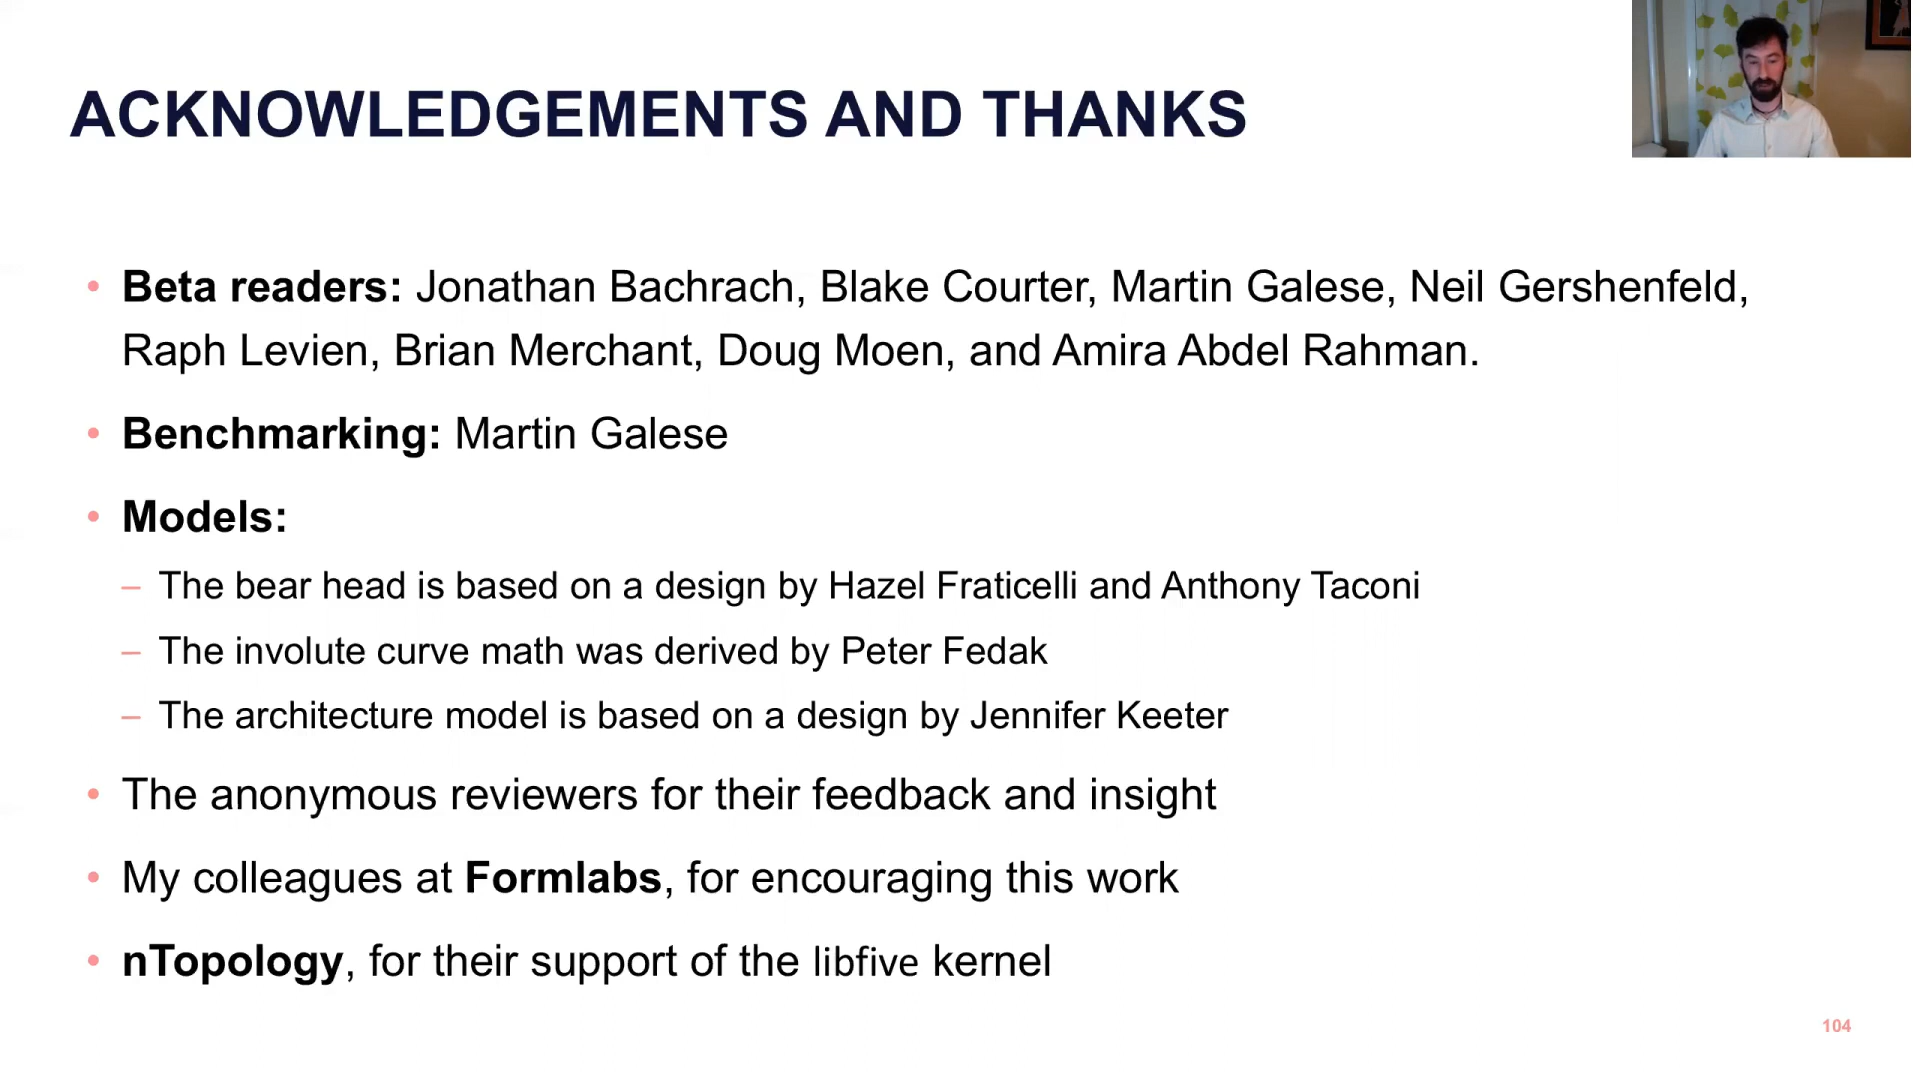 ACKNOWLEDGEMENTS AND THANKS
• Beta readers: Jonathan Bachrach, Blake Courter, Martin Galese, Neil Gershenfeld,
Raph Levien, Brian Merchant, Doug Moen, and Amira Abdel Rahman.
• Benchmarking: Martin Galese
• Models:
– The bear head is based on a design by Hazel Fraticelli and Anthony Taconi
– The involute curve math was derived by Peter Fedak
– The architecture model is based on a design by Jennifer Keeter
• The anonymous reviewers for their feedback and insight
• My colleagues at Formlabs, for encouraging this work
• nTopology, for their support of the libfive kernel
104